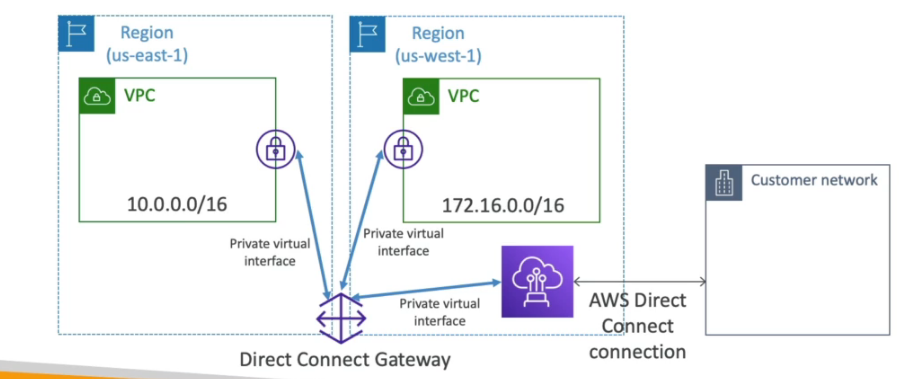 Region
(us-east-1)
Region
(us-west-1)
VPC
VPC
10.0.0.0/16
172.16.0.0/16
Customer network
Private virtual
interface
Private virtual
interface
Private virtual
interface
AWS Direct
Connect
connection
Direct Connect Gateway